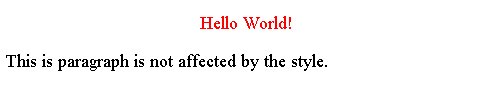 Hello World!
This is paragraph is not affected by the style.